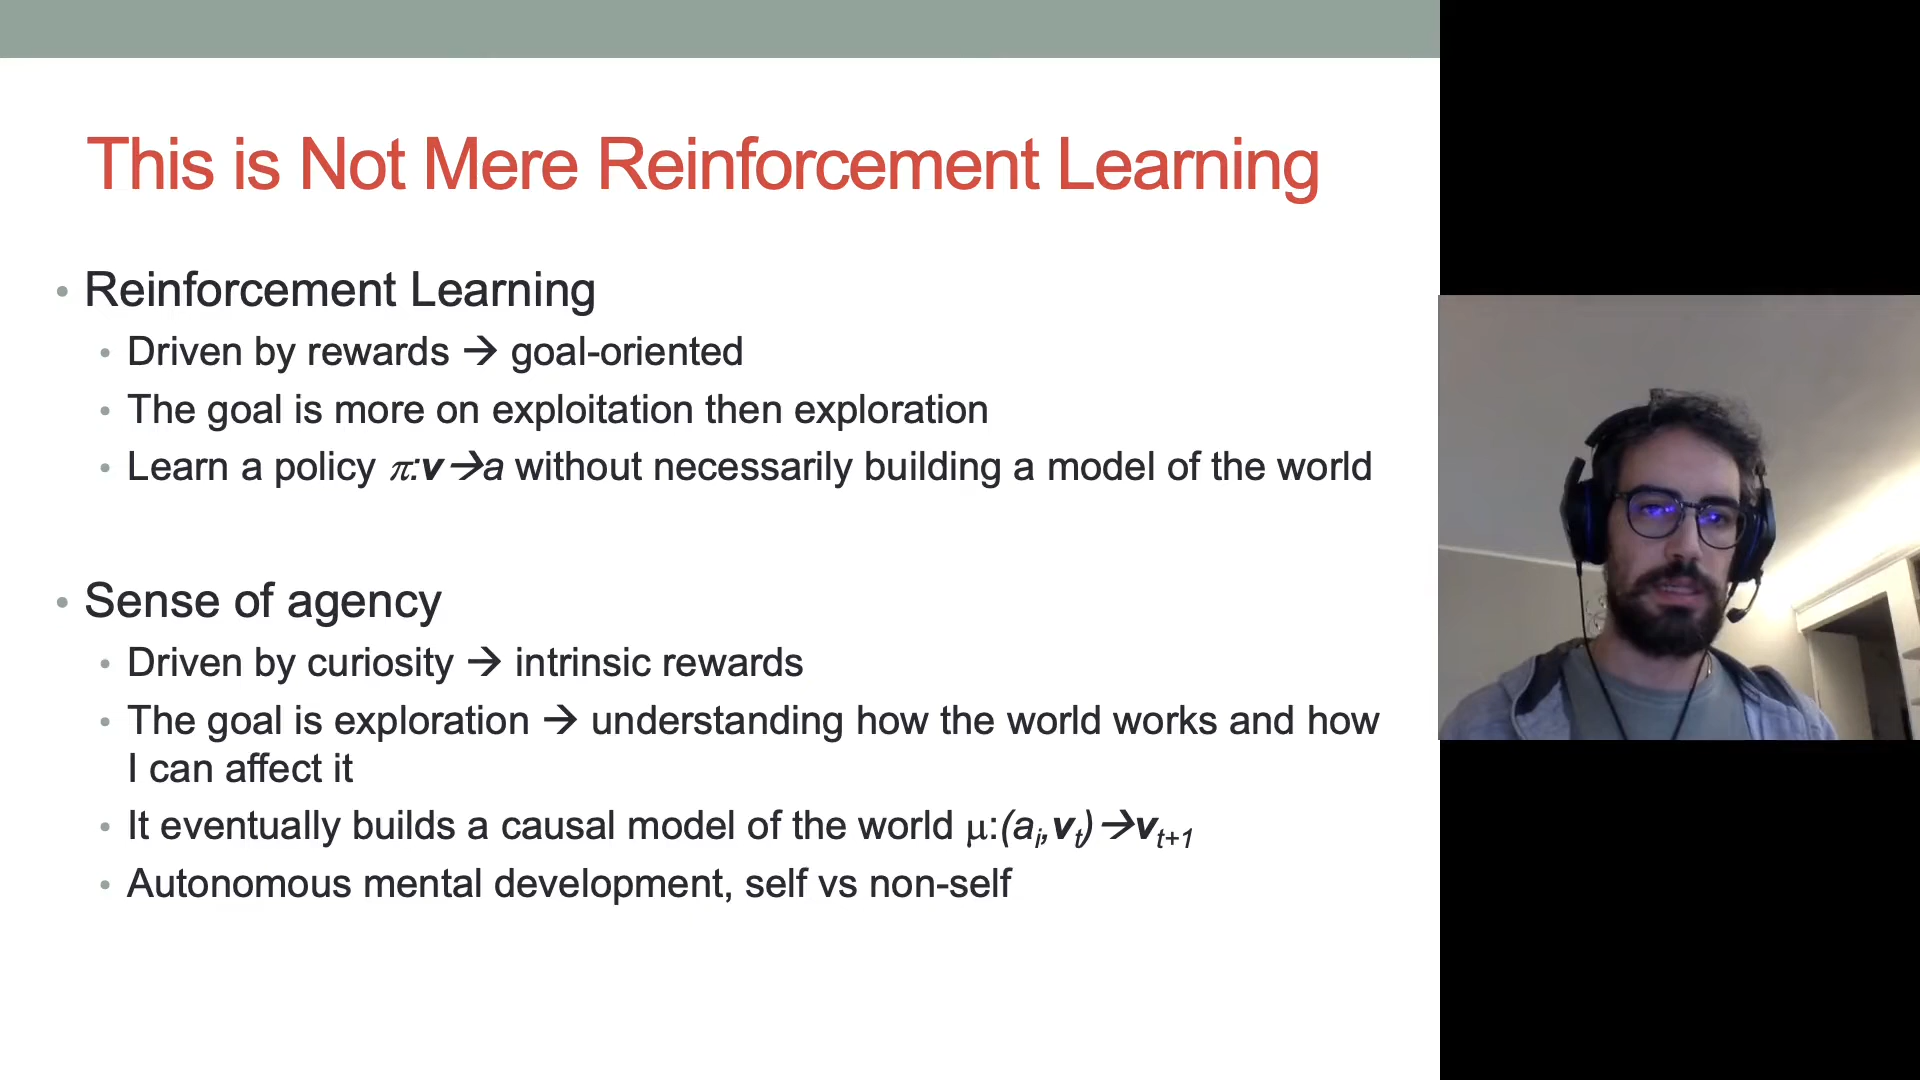 This is Not Mere Reinforcement Learning
• Reinforcement Learning
• Driven by rewards → goal-oriented
• The goal is more on exploitation then exploration
• Learn a policy π:v→a without necessarily building a model of the world
• Sense of agency
• Driven by curiosity → intrinsic rewards
• The goal is exploration → understanding how the world works and how
I can affect it
• It eventually builds a causal model of the world μ:(a_i,v_t)→v_{t+1}
• Autonomous mental development, self vs non-self